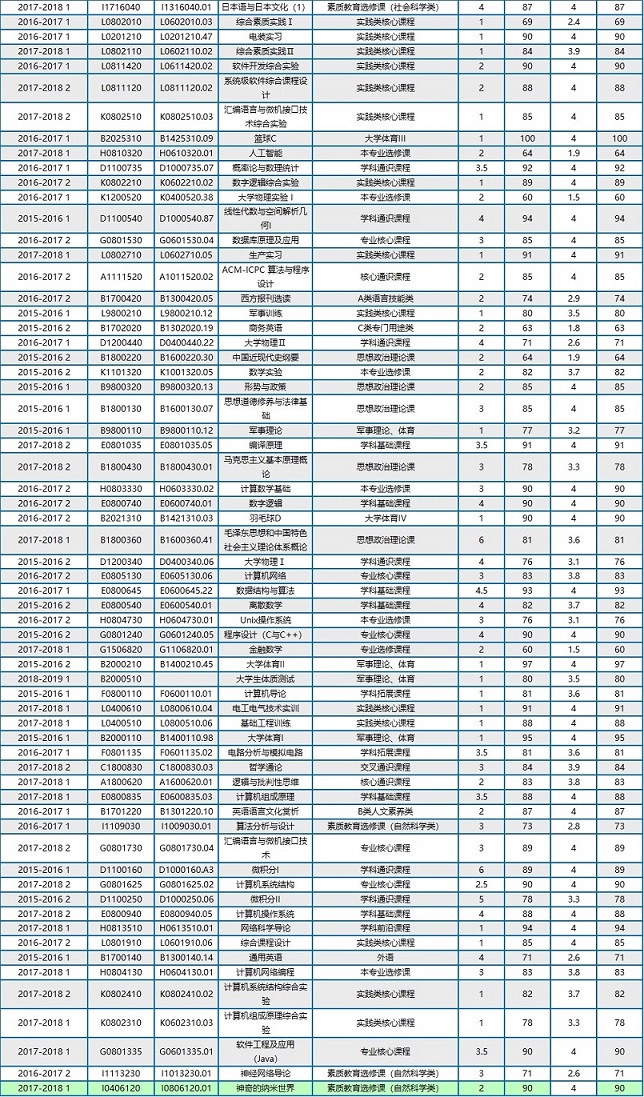 2017-2018 1 I1716040 I1316040.01 日本语与日本文化（1） 素质教育选修课（社会科学类） 4 87 4 87
2015-2016 2 L0802010 L0602010.03 综合素质实践Ⅰ 实践类核心课程 1 69 2.4 69
2016-2017 1 L0201210 L0201210.47 电装实习 实践类核心课程 1 90 4 90
2017-2018 1 L0802110 L0602110.02 综合素质实践Ⅱ 实践类核心课程 1 84 3.9 84
2016-2017 1 L0811420 L0611420.02 软件开发综合实验 实践类核心课程 2 90 4 90
2017-2018 2 L0811120 L0811120.02 系统级软件综合课程设
计 实践类核心课程 2 88 4 88
2017-2018 2 K0802510 K0802510.03 汇编语言与微机接口技
术综合实验 实践类核心课程 1 85 4 85
2016-2017 1 B2025310 B1425310.09 篮球C 大学体育III 1 100 4 100
2017-2018 1 H0810320 H0610320.01 人工智能 本专业选修课 2 64 1.9 64
2016-2017 1 D1100735 D1000735.07 概率论与数理统计 学科通识课程 3.5 92 4 92
2016-2017 2 K0802210 K0602210.02 数字逻辑综合实验 实践类核心课程 1 89 4 89
2016-2017 1 K1200520 K0400520.38 大学物理实验Ⅰ 本专业选修课 2 60 1.5 60
2015-2016 1 D1100540 D1000540.87 线性代数与空间解析几
何I 学科通识课程 4 94 4 94
2016-2017 2 G0801530 G0601530.04 数据库原理及应用 专业核心课程 3 85 4 85
2017-2018 1 L0802710 L0602710.05 生产实习 实践类核心课程 1 91 4 91
2016-2017 2 A1111520 A1011520.02 ACM-ICPC 算法与程序
设计 核心通识课程 2 85 4 85
2016-2017 2 B1700420 B1300420.05 西方报刊选读 A类语言技能类 2 74 2.9 74
2015-2016 1 L9800210 L9800210.12 军事训练 实践类核心课程 1 80 3.5 80
2015-2016 2 B1702020 B1302020.19 商务英语 C类专门用途类 2 63 1.8 63
2016-2017 1 D1200440 D0400440.22 大学物理Ⅱ 学科通识课程 4 71 2.6 71
2015-2016 2 B1800220 B1600220.30 中国近现代史纲要 思想政治理论课 2 64 1.9 64
2015-2016 2 K1101320 K1001320.05 数学实验 本专业选修课 2 82 3.7 82
2015-2016 1 B9800320 B9800320.13 形势与政策 思想政治理论课 2 85 4 85
2015-2016 1 B1800130 B1600130.07 思想道德修养与法律基
础 思想政治理论课 3 85 4 85
2015-2016 1 B9800110 B9800110.12 军事理论 军事理论、体育 1 77 3.2 77
2017-2018 2 E0801035 E0801035.05 编译原理 学科基础课程 3.5 91 4 91
2017-2018 2 B1800430 B1800430.01 马克思主义基本原理概
论 思想政治理论课 3 78 3.3 78
2016-2017 2 H0803330 H0603330.02 计算数学基础 本专业选修课 3 90 4 90
2016-2017 2 E0800740 E0600740.01 数字逻辑 学科基础课程 4 90 4 90
2016-2017 2 B2021310 B1421310.03 羽毛球D 大学体育IV 1 90 4 90
2017-2018 1 B1800360 B1600360.41 毛泽东思想和中国特色
社会主义理论体系概论 思想政治理论课 6 81 3.6 81
2015-2016 2 D1200340 D0400340.06 大学物理Ⅰ 学科通识课程 4 76 3.1 76
2016-2017 2 E0805130 E0605130.06 计算机网络 专业核心课程 3 83 3.8 83
2016-2017 1 E0800645 E0600645.22 数据结构与算法 学科基础课程 4.5 93 4 93
2015-2016 2 E0800540 E0600540.01 离散数学 学科基础课程 4 82 3.7 82
2016-2017 2 H0804730 H0604730.01 Unix操作系统 本专业选修课 3 76 3.1 76
2015-2016 2 G0801240 G0601240.05 程序设计（C与C++） 专业核心课程 4 90 4 90
2017-2018 1 G1506820 G1106820.01 金融数学 专业选修课程 2 60 1.5 60
2015-2016 2 B2000210 B1400210.45 大学体育II 军事理论、体育 1 97 4 97
2018-2019 1 B2000510 大学生体质测试 军事理论、体育 1 80 3.5 80
2015-2016 1 F0800110 F0600110.01 计算机导论 学科拓展课程 1 81 3.6 81
2017-2018 1 L0400610 L0800610.04 电工电气技术实训 实践类核心课程 1 91 4 91
2017-2018 1 L0400510 L0800510.06 基础工程训练 实践类核心课程 1 88 4 88
2015-2016 1 B2000110 B1400110.98 大学体育I 军事理论、体育 1 95 4 95
2016-2017 1 F0801135 F0601135.02 电路分析与模拟电路 学科拓展课程 3.5 81 3.6 81
2017-2018 2 C1800830 C1800830.03 哲学通论 交叉通识课程 3 84 3.9 84
2017-2018 1 A1800620 A1600620.01 逻辑与批判性思维 核心通识课程 2 83 3.8 83
2017-2018 1 E0800835 E0600835.03 计算机组成原理 学科基础课程 3.5 88 4 88
2016-2017 1 B1701220 B1301220.10 英语语言文化赏析 B类人文素养类 2 87 4 87
2016-2017 1 I1109030 I1009030.01 算法分析与设计 素质教育选修课（自然科学类） 3 73 2.8 73
2017-2018 2 G0801730 G0801730.04 汇编语言与微机接口技
术 专业核心课程 3 89 4 89
2015-2016 1 D1100160 D1000160.A3 微积分I 学科通识课程 6 89 4 89
2017-2018 2 G0801625 G0801625.02 计算机系统结构 专业核心课程 2.5 90 4 90
2015-2016 2 D1100250 D1000250.06 微积分II 学科通识课程 5 78 3.3 78
2017-2018 2 E0800940 E0800940.05 计算机操作系统 学科基础课程 4 88 4 88
2017-2018 1 H0813510 H0613510.01 网络科学导论 学科前沿课程 1 94 4 94
2016-2017 2 L0801910 L0601910.06 综合课程设计 实践类核心课程 1 85 4 85
2015-2016 1 B1700140 B1300140.14 通用英语 外语 4 71 2.6 71
2017-2018 1 H0804130 H0604130.01 计算机网络编程 本专业选修课 3 83 3.8 83
2017-2018 2 K0802410 K0802410.02 计算机系统结构综合实
验 实践类核心课程 1 82 3.7 82
2017-2018 1 K0802310 K0602310.03 计算机组成原理综合实
验 实践类核心课程 1 78 3.3 78
2017-2018 1 G0801335 G0601335.01 软件工程及应用
（Java） 专业核心课程 3.5 90 4 90
2016-2017 2 I1113230 I1013230.01 神经网络导论 素质教育选修课（自然科学类） 3 71 2.6 71
2017-2018 1 I0406120 I0806120.01 神奇的纳米世界 素质教育选修课（自然科学类） 2 90 4 90